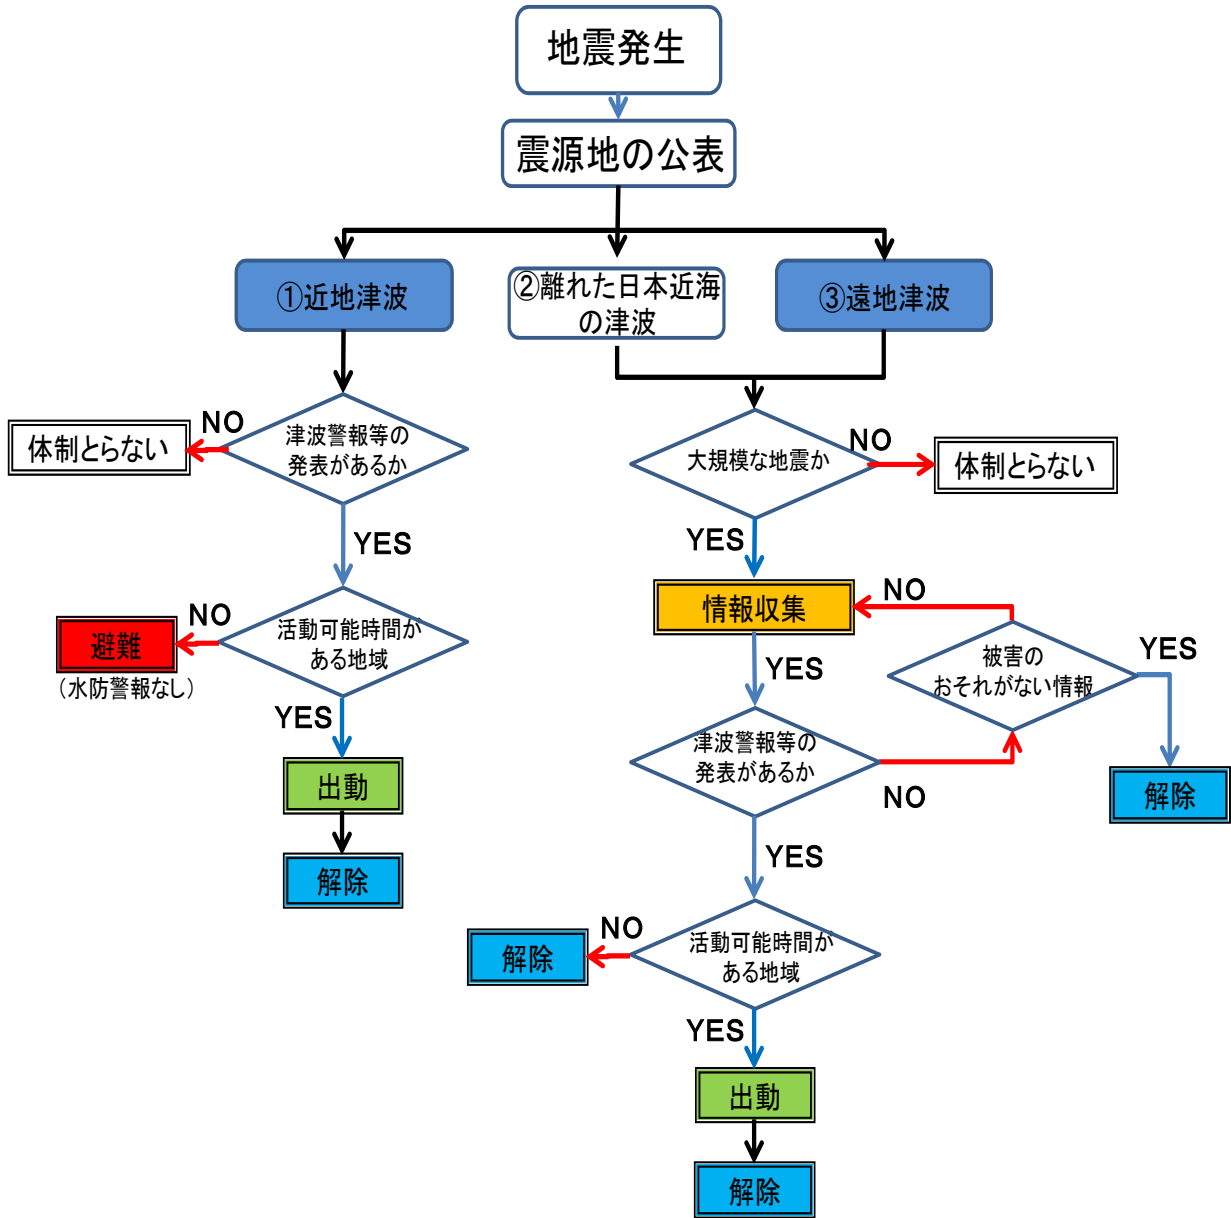 地震発生
震源地の公表
①近地津波
②離れた日本近海
の津波
③遠地津波
NO
体制とらない
津波警報等の
発表があるか
YES
NO
避難
(水防警報なし)
活動可能時間が
ある地域
YES
出動
解除
大規模な地震か
NO
体制とらない
YES
情報収集
NO
被害の
おそれがない情報
YES
解除
YES
津波警報等の
発表があるか
NO
YES
NO
解除
活動可能時間が
ある地域
YES
出動
解除